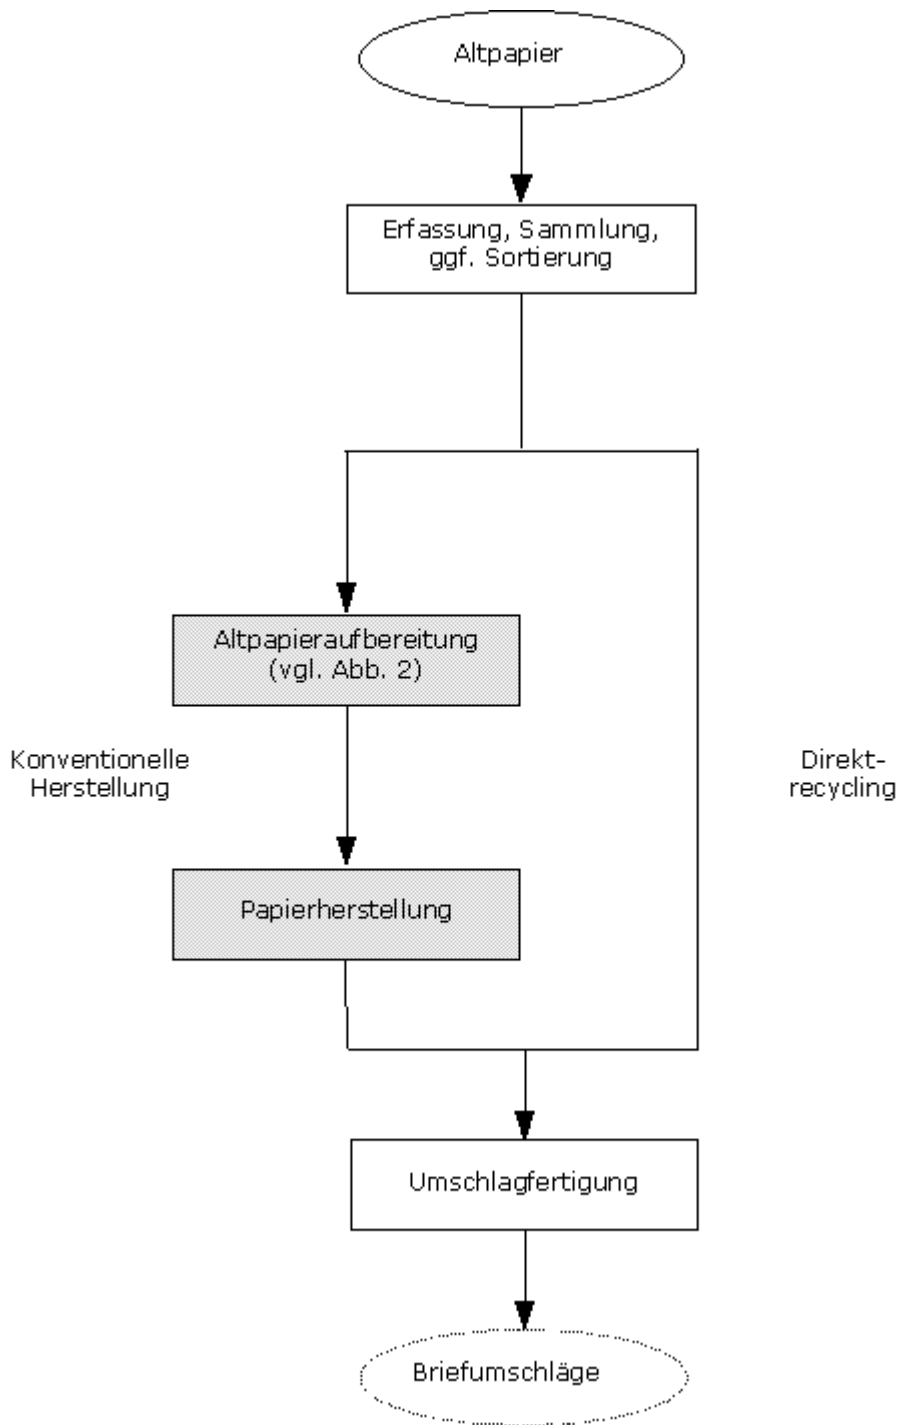 Altpapier
Erfassung, Sammlung,
ggf. Sortierung
Altpapieraufbereitung
(vgl. Abb. 2)
Konventionelle
Herstellung
Direkt-
recycling
Papierherstellung
Umschlagfertigung
Briefumschläge